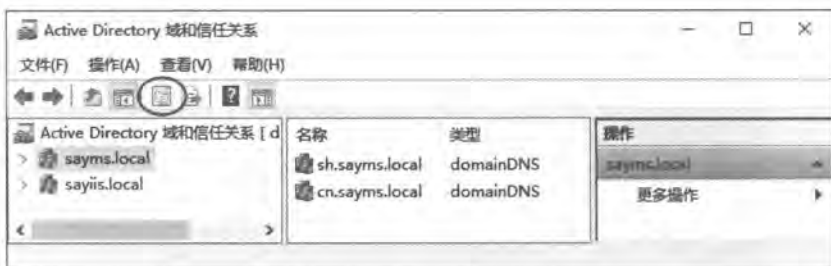 Active Directory 域和信任关系
文件(F) 操作(A) 查看(V) 帮助(H)
Active Directory 域和信任关系 [ d
名称 类型 操作
sayms.local
sh.sayms.local domainDNS
sayms.local
sayiis.local
cn.sayms.local domainDNS
更多操作